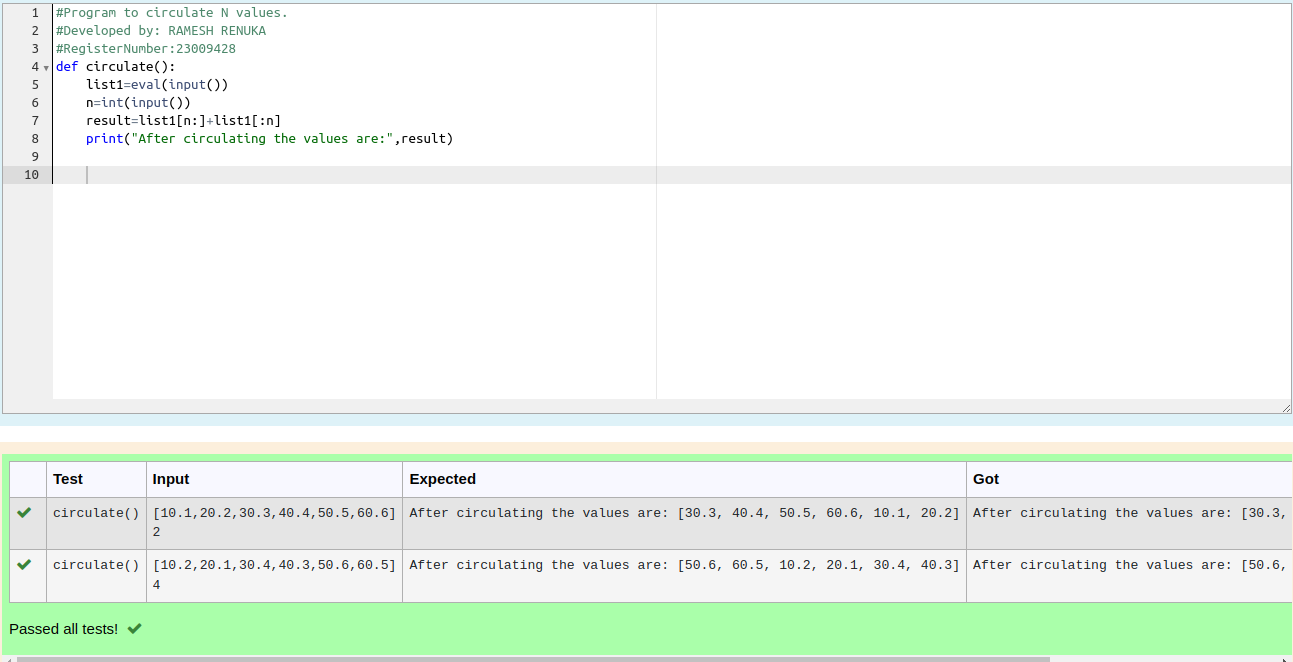 1 #Program to circulate N values.
2 #Developed by: RAMESH RENUKA
3 #RegisterNumber:23009428
4 def circulate():
5     list1=eval(input())
6     n=int(input())
7     result=list1[n:]+list1[:n]
8     print("After circulating the values are:",result)
9
10
Test Input Expected Got
circulate() [10.1,20.2,30.3,40.4,50.5,60.6] After circulating the values are: [30.3, 40.4, 50.5, 60.6, 10.1, 20.2] After circulating the values are: [30.3,
2
circulate() [10.2,20.1,30.4,40.3,50.6,60.5] After circulating the values are: [50.6, 60.5, 10.2, 20.1, 30.4, 40.3] After circulating the values are: [50.6,
4
Passed all tests!